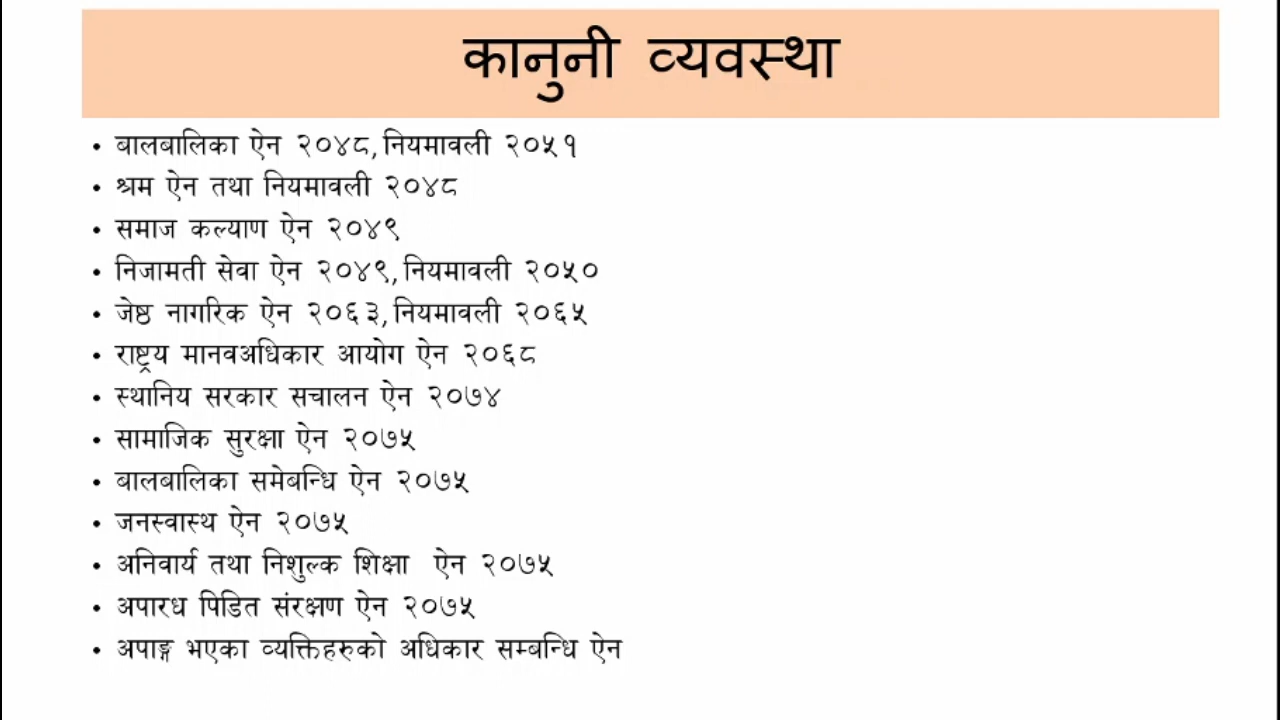 कानुनी व्यवस्था
• बालबालिका ऐन २०४८, नियमावली २०५१
• श्रम ऐन तथा नियमावली २०४८
• समाज कल्याण ऐन २०४९
• निजामती सेवा ऐन २०४९, नियमावली २०५०
• जेष्ठ नागरिक ऐन २०६३, नियमावली २०६५
• राष्ट्रय मानवअधिकार आयोग ऐन २०६८
• स्थानिय सरकार सचालन ऐन २०७४
• सामाजिक सुरक्षा ऐन २०७५
• बालबालिका समेबन्धि ऐन २०७५
• जनस्वास्थ ऐन २०७५
• अनिवार्य तथा निशुल्क शिक्षा ऐन २०७५
• अपारध पिडित संरक्षण ऐन २०७५
• अपाङ्ग भएका व्यक्तिहरुको अधिकार सम्बन्धि ऐन